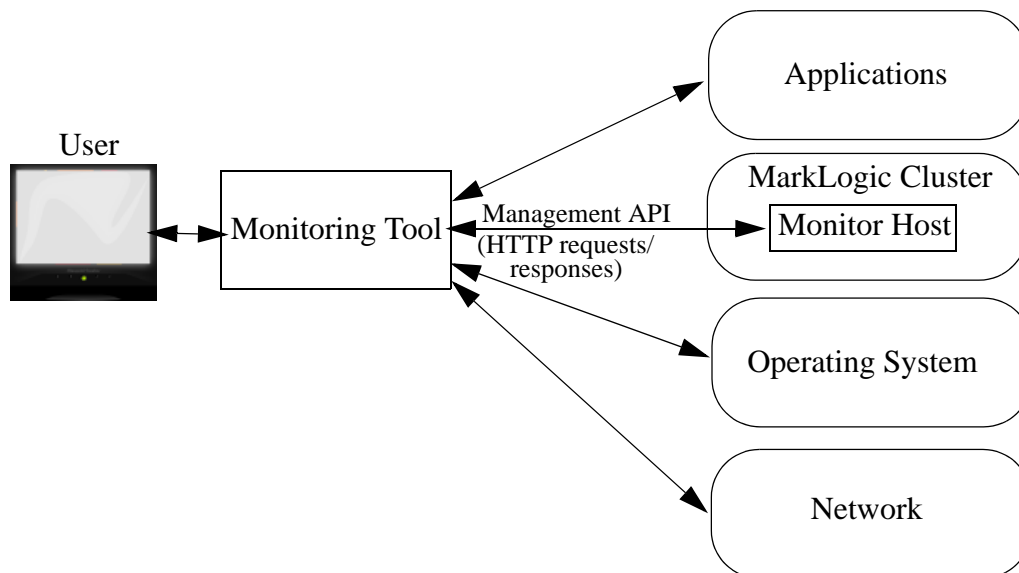 User
Monitoring Tool
Management API
(HTTP requests/
responses)
Applications
MarkLogic Cluster
Monitor Host
Operating System
Network